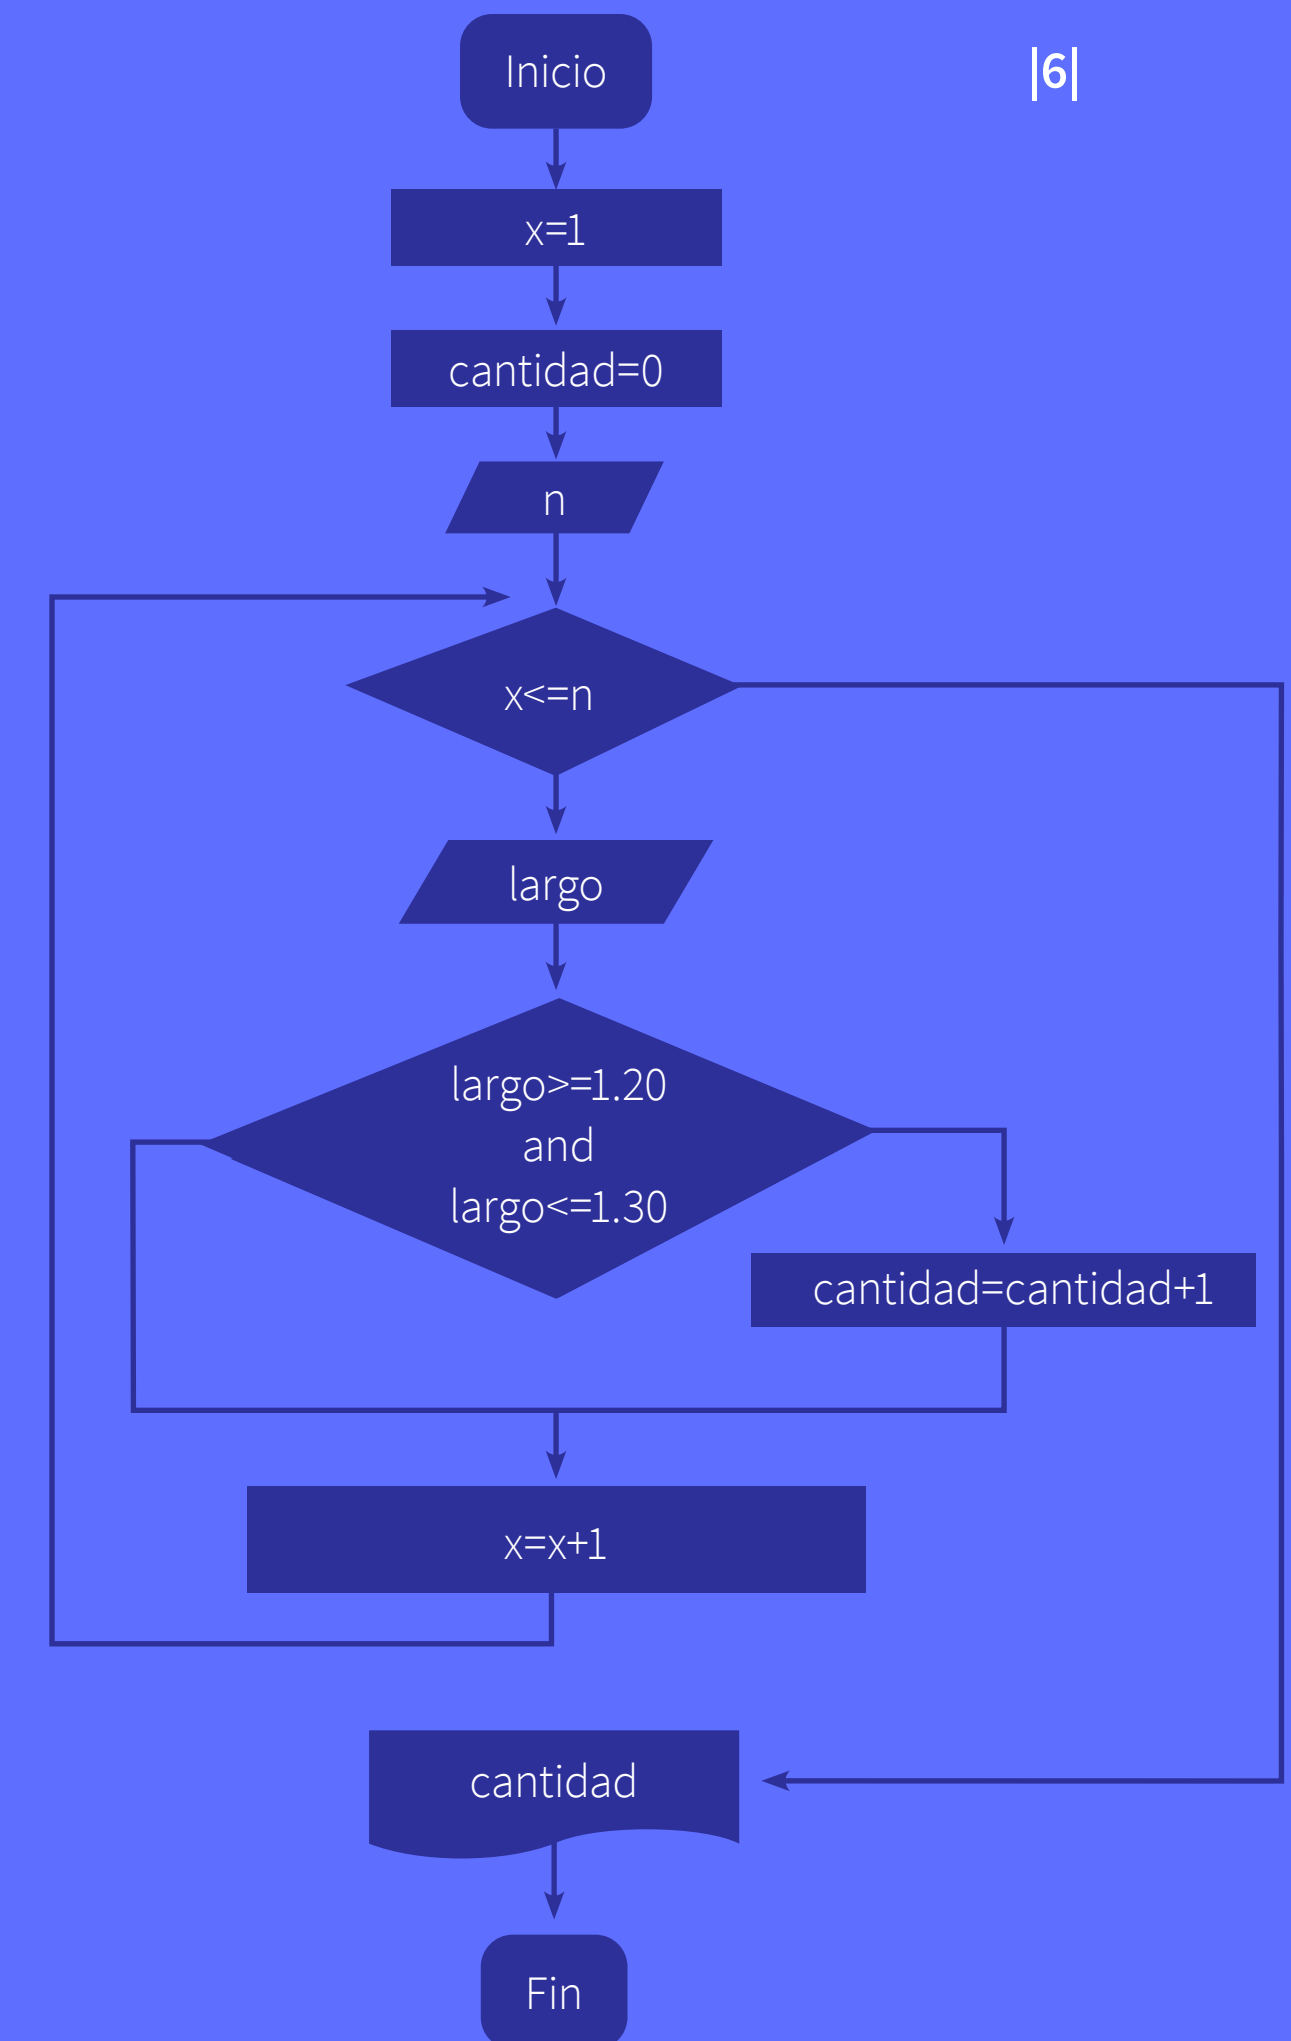 Inicio
|6|
x=1
cantidad=0
n
x<=n
largo
largo>=1.20
and
largo<=1.30
cantidad=cantidad+1
x=x+1
cantidad
Fin